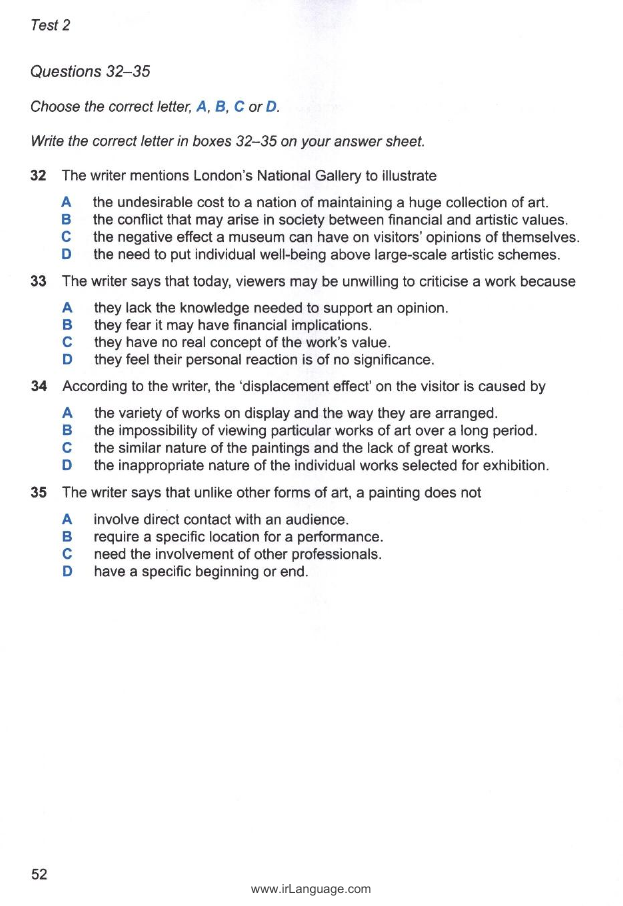 Test 2
Questions 32–35
Choose the correct letter, A, B, C or D.
Write the correct letter in boxes 32–35 on your answer sheet.
32 The writer mentions London's National Gallery to illustrate
A the undesirable cost to a nation of maintaining a huge collection of art.
B the conflict that may arise in society between financial and artistic values.
C the negative effect a museum can have on visitors' opinions of themselves.
D the need to put individual well-being above large-scale artistic schemes.
33 The writer says that today, viewers may be unwilling to criticise a work because
A they lack the knowledge needed to support an opinion.
B they fear it may have financial implications.
C they have no real concept of the work's value.
D they feel their personal reaction is of no significance.
34 According to the writer, the 'displacement effect' on the visitor is caused by
A the variety of works on display and the way they are arranged.
B the impossibility of viewing particular works of art over a long period.
C the similar nature of the paintings and the lack of great works.
D the inappropriate nature of the individual works selected for exhibition.
35 The writer says that unlike other forms of art, a painting does not
A involve direct contact with an audience.
B require a specific location for a performance.
C need the involvement of other professionals.
D have a specific beginning or end.
52
www.irLanguage.com